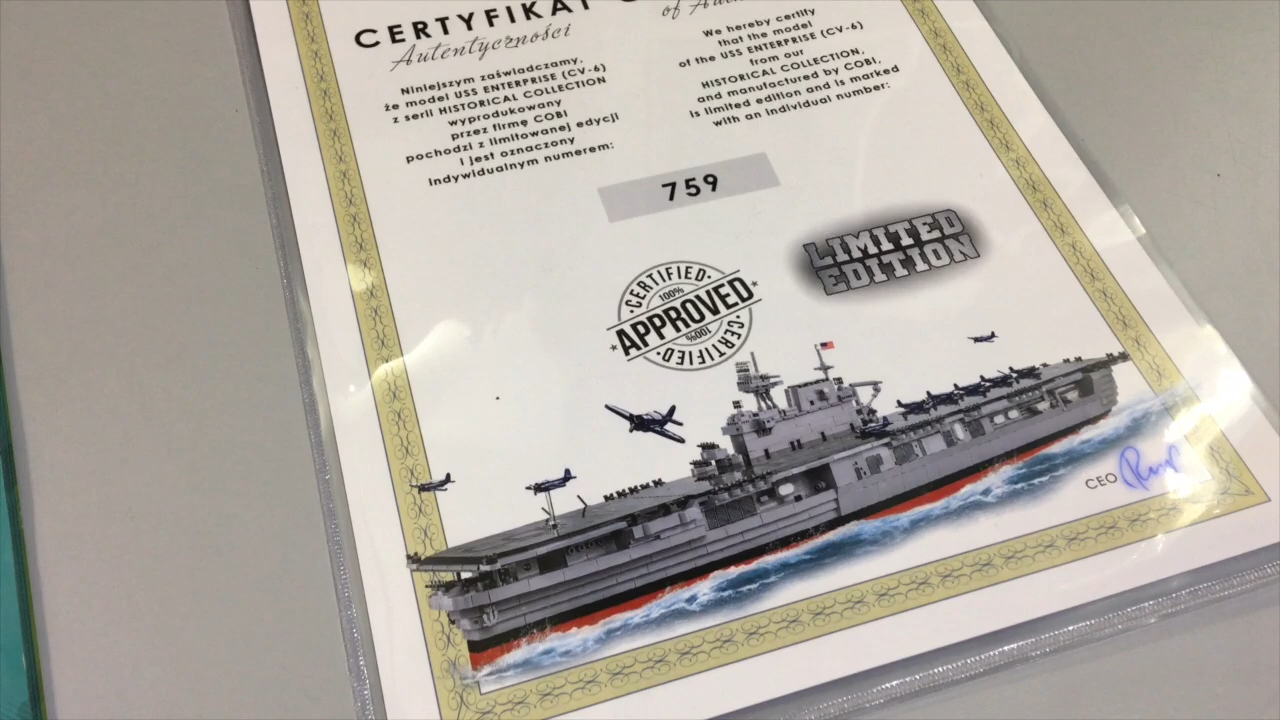 CERTYFIKAT
Autentyczności
Niniejszym zaświadczamy,
że model USS ENTERPRISE (CV-6)
z serii HISTORICAL COLLECTION
wyprodukowany
przez firmę COBI
pochodzi z limitowanej edycji
i jest oznaczony
indywidualnym numerem:
of
We hereby certify
that the model
of the USS ENTERPRISE (CV-6)
from our
HISTORICAL COLLECTION,
and manufactured by COBI,
is limited edition and is marked
with an individual number:
759
LIMITED
EDITION
CERTIFIED
100%
APPROVED
100%
CERTIFIED
CEO